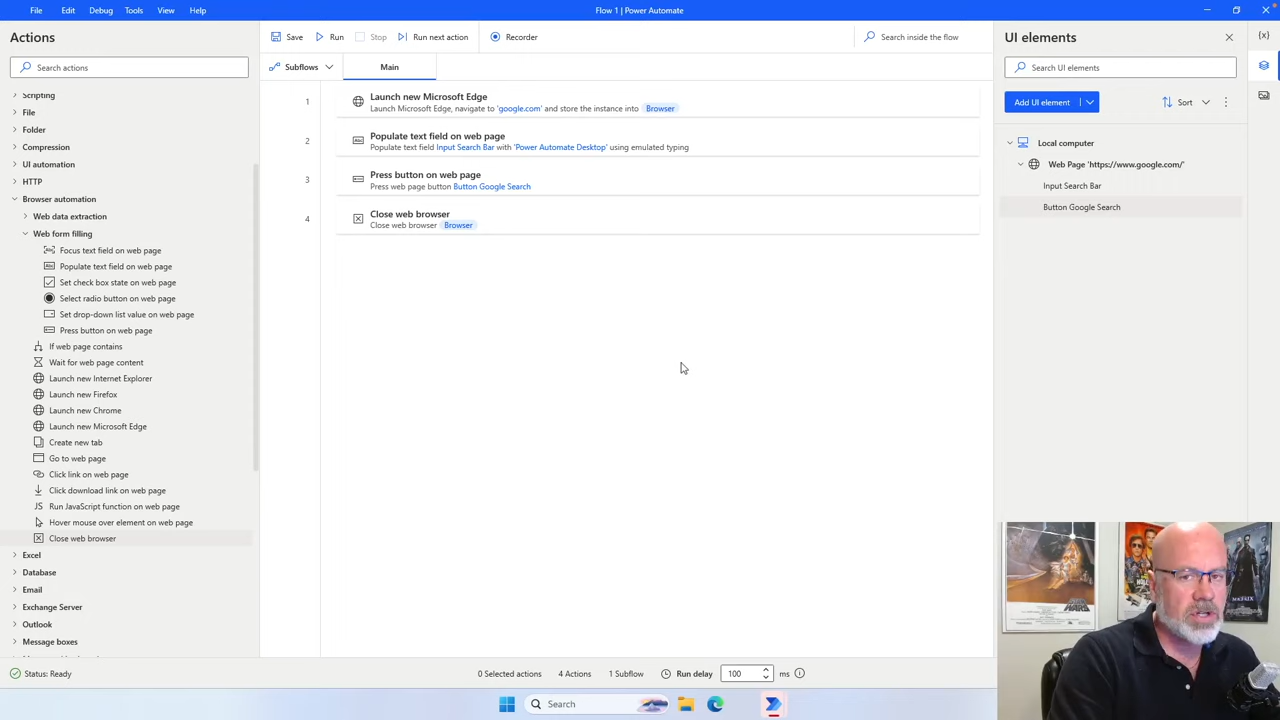 File Edit Debug Tools View Help
Flow 1 | Power Automate
Actions
Search actions
Scripting
File
Folder
Compression
UI automation
HTTP
Browser automation
Web data extraction
Web form filling
Focus text field on web page
Populate text field on web page
Set check box state on web page
Select radio button on web page
Set drop-down list value on web page
Press button on web page
If web page contains
Wait for web page content
Launch new Internet Explorer
Launch new Firefox
Launch new Chrome
Launch new Microsoft Edge
Create new tab
Go to web page
Click link on web page
Click download link on web page
JS Run JavaScript function on web page
Hover mouse over element on web page
Close web browser
Excel
Database
Email
Exchange Server
Outlook
Message boxes
Save Run Stop Run next action Recorder
Search inside the flow
Subflows Main
1 Launch new Microsoft Edge
Launch Microsoft Edge, navigate to 'google.com' and store the instance into Browser
2 Abc Populate text field on web page
Populate text field Input Search Bar with 'Power Automate Desktop' using emulated typing
3 Press button on web page
Press web page button Button Google Search
4 Close web browser
Close web browser Browser
UI elements
{x}
Search UI elements
Add UI element Sort
Local computer
Web Page 'https://www.google.com/'
Input Search Bar
Button Google Search
STAR
WARS
MATRIX
Status: Ready
0 Selected actions 4 Actions 1 Subflow Run delay 100 ms
Search